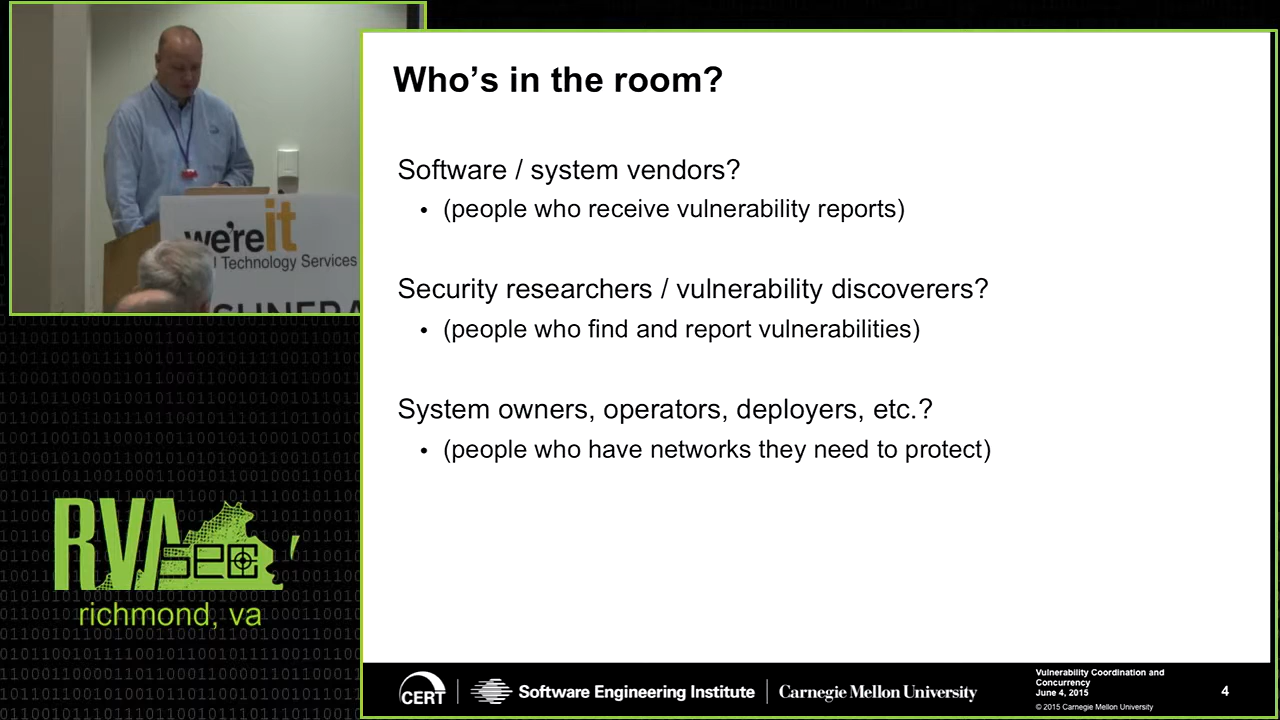 Who's in the room?
Software / system vendors?
• (people who receive vulnerability reports)
Security researchers / vulnerability discoverers?
• (people who find and report vulnerabilities)
System owners, operators, deployers, etc.?
• (people who have networks they need to protect)
we're it
l Technology Services
RVA
sec
richmond, va
CERT
Software Engineering Institute
Carnegie Mellon University
Vulnerability Coordination and
Concurrency
June 4, 2015
© 2015 Carnegie Mellon University
4